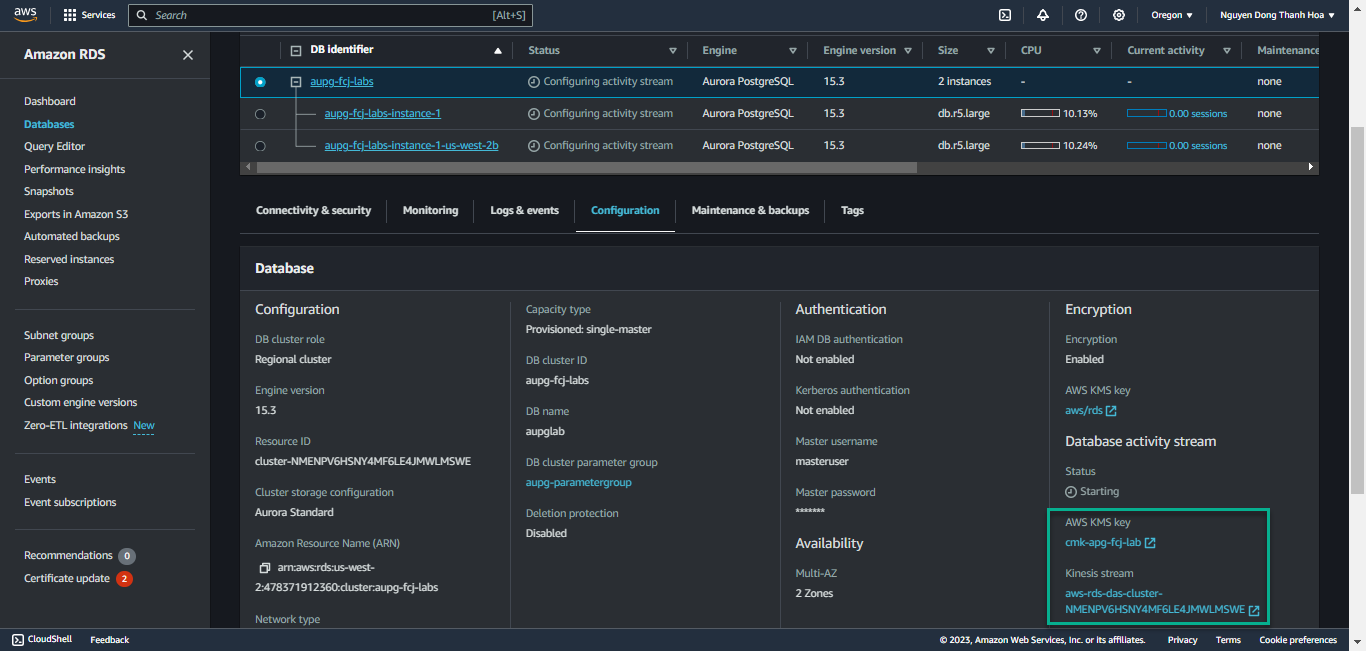 aws
Services
Search
[Alt+S]
Oregon
Nguyen Dong Thanh Hoa
Amazon RDS
Dashboard
Databases
Query Editor
Performance insights
Snapshots
Exports in Amazon S3
Automated backups
Reserved instances
Proxies
Subnet groups
Parameter groups
Option groups
Custom engine versions
Zero-ETL integrations New
Events
Event subscriptions
Recommendations 0
Certificate update 2
DB identifier Status Engine Engine version Size CPU Current activity Maintenance
aupg-fcj-labs Configuring activity stream Aurora PostgreSQL 15.3 2 instances - - none
aupg-fcj-labs-instance-1 Configuring activity stream Aurora PostgreSQL 15.3 db.r5.large 10.13% 0.00 sessions none
aupg-fcj-labs-instance-1-us-west-2b Configuring activity stream Aurora PostgreSQL 15.3 db.r5.large 10.24% 0.00 sessions none
Connectivity & security Monitoring Logs & events Configuration Maintenance & backups Tags
Database
Configuration
DB cluster role
Regional cluster
Engine version
15.3
Resource ID
cluster-NMENPV6HSNY4MF6LE4JMWLMSWE
Cluster storage configuration
Aurora Standard
Amazon Resource Name (ARN)
arn:aws:rds:us-west-
2:478371912360:cluster:aupg-fcj-labs
Network type
Capacity type
Provisioned: single-master
DB cluster ID
aupg-fcj-labs
DB name
aupglab
DB cluster parameter group
aupg-parametergroup
Deletion protection
Disabled
Authentication
IAM DB authentication
Not enabled
Kerberos authentication
Not enabled
Master username
masteruser
Master password
*******
Availability
Multi-AZ
2 Zones
Encryption
Encryption
Enabled
AWS KMS key
aws/rds
Database activity stream
Status
Starting
AWS KMS key
cmk-apg-fcj-lab
Kinesis stream
aws-rds-das-cluster-
NMENPV6HSNY4MF6LE4JMWLMSWE
CloudShell Feedback © 2023, Amazon Web Services, Inc. or its affiliates. Privacy Terms Cookie preferences